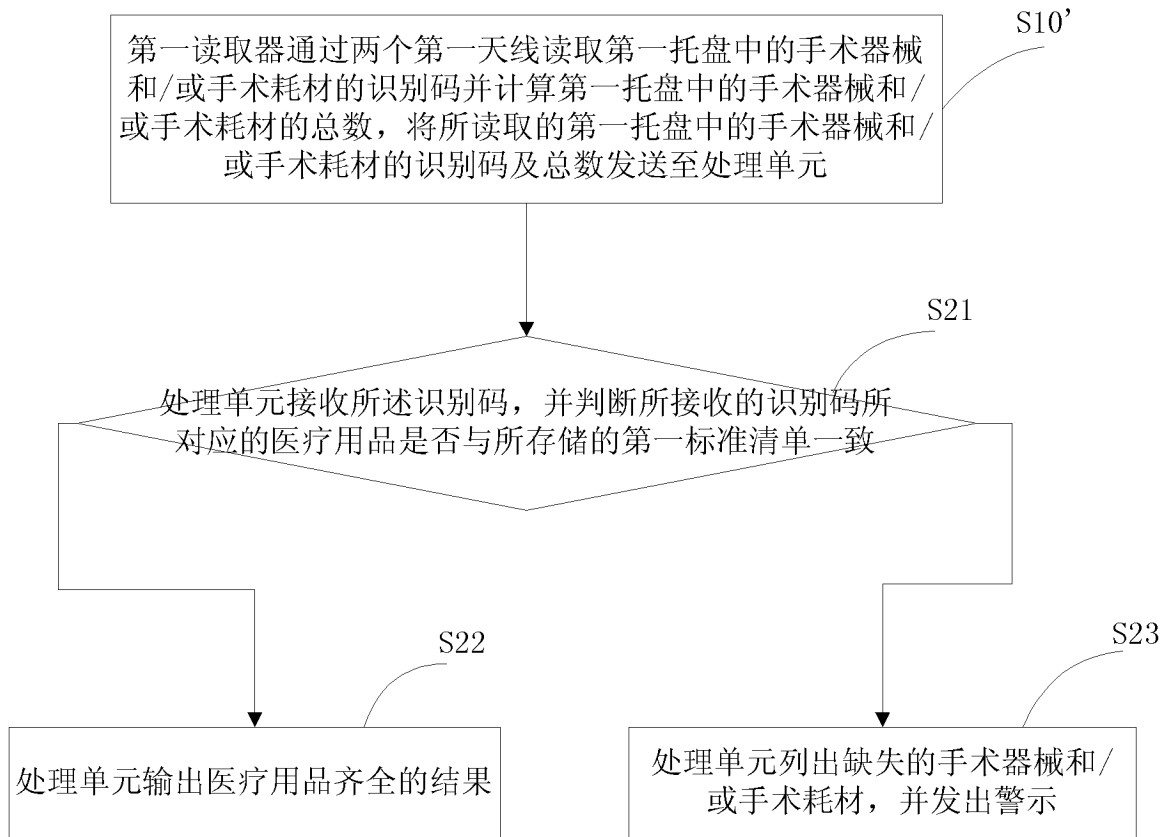 S10’
第一读取器通过两个第一天线读取第一托盘中的手术器械
和/或手术耗材的识别码并计算第一托盘中的手术器械和/
或手术耗材的总数，将所读取的第一托盘中的手术器械和/
或手术耗材的识别码及总数发送至处理单元
S21
处理单元接收所述识别码，并判断所接收的识别码所
对应的医疗用品是否与所存储的第一标准清单一致
S22
处理单元输出医疗用品齐全的结果
S23
处理单元列出缺失的手术器械和/
或手术耗材，并发出警示